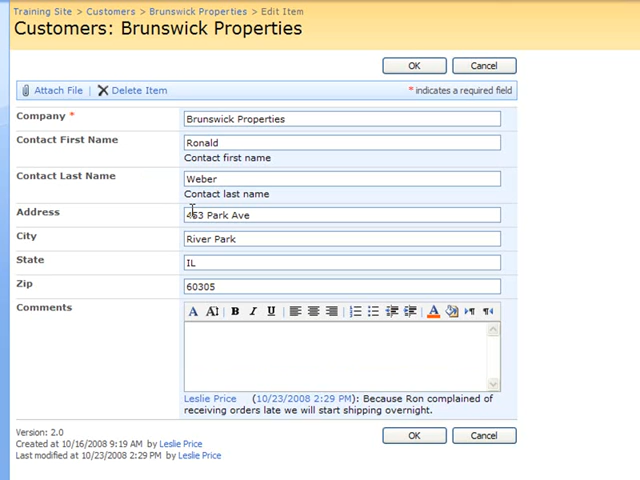 Training Site > Customers > Brunswick Properties > Edit Item
Customers: Brunswick Properties
OK Cancel
Attach File | Delete Item * indicates a required field
Company * Brunswick Properties
Contact First Name Ronald
Contact first name
Contact Last Name Weber
Contact last name
Address 453 Park Ave
City River Park
State IL
Zip 60305
Comments A A B I U A
Leslie Price (10/23/2008 2:29 PM): Because Ron complained of
receiving orders late we will start shipping overnight.
Version: 2.0
Created at 10/16/2008 9:19 AM by Leslie Price
Last modified at 10/23/2008 2:29 PM by Leslie Price
OK Cancel